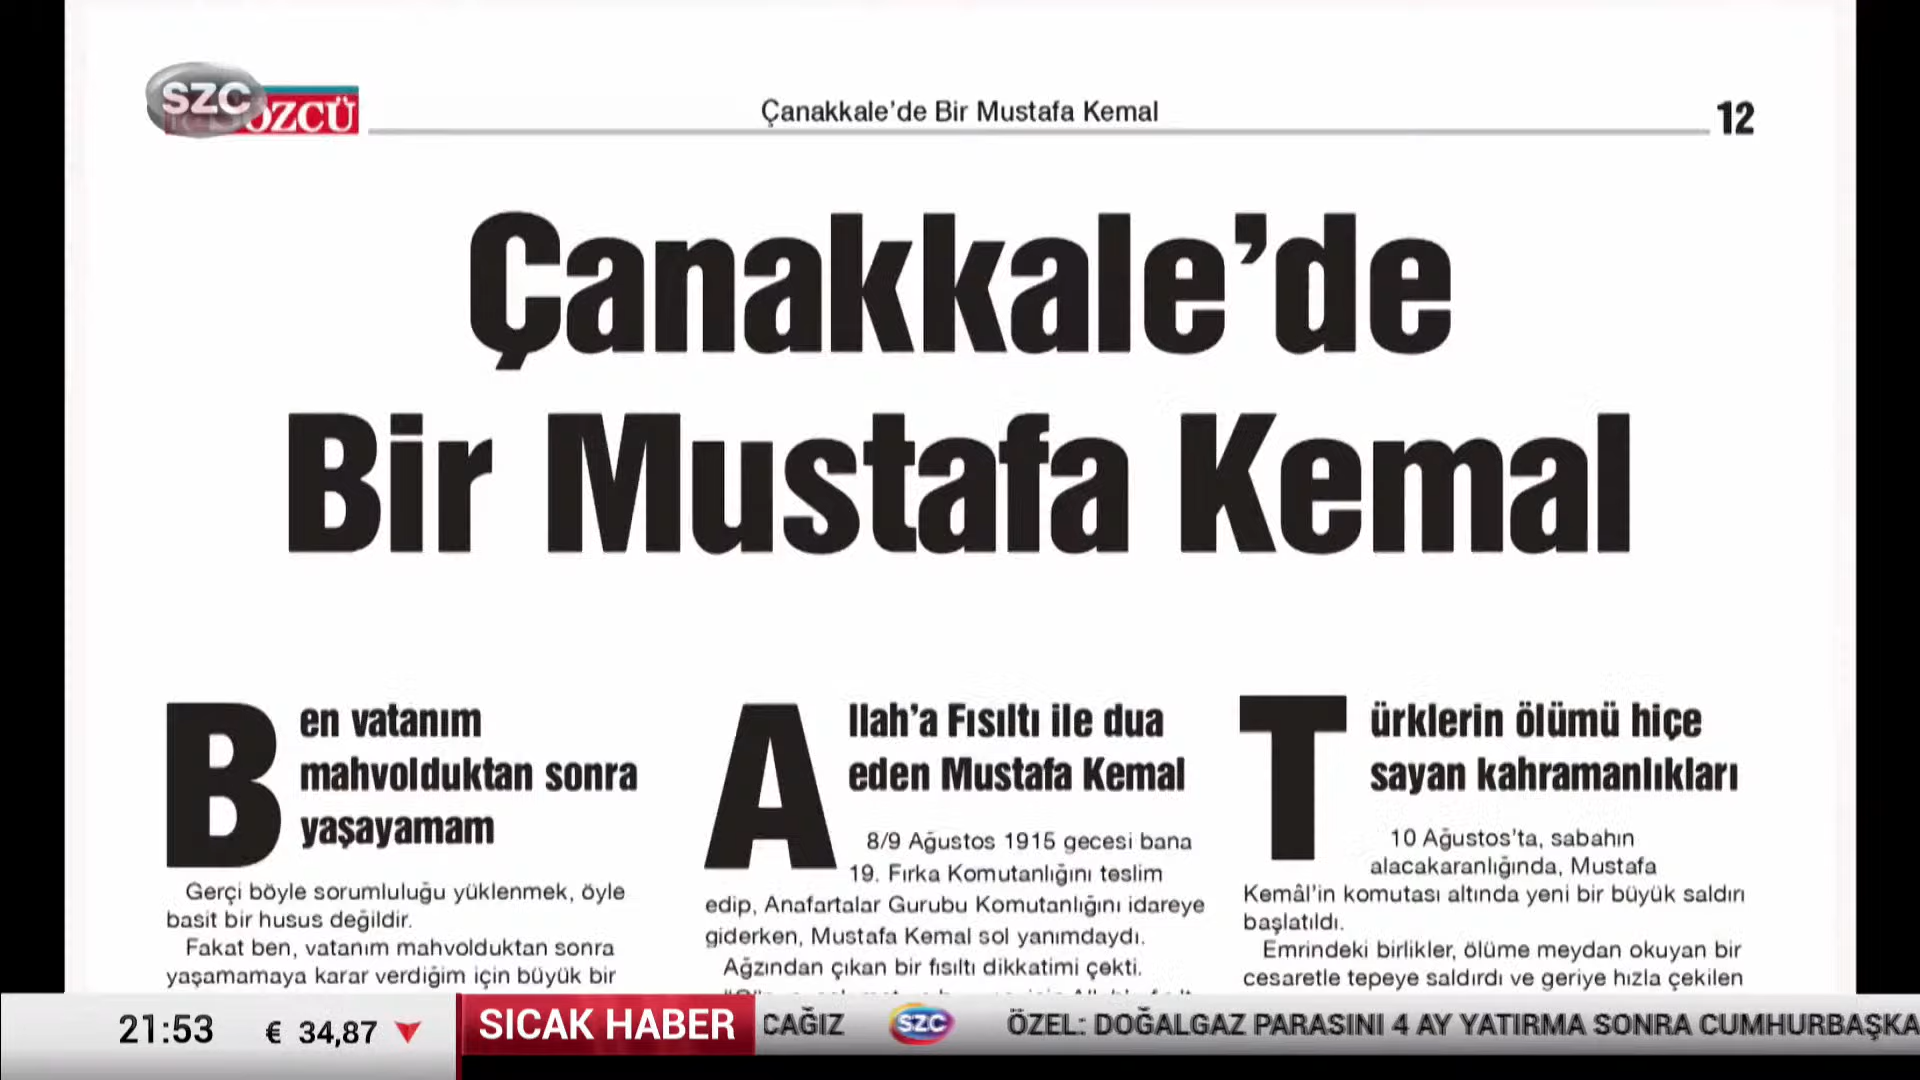 SZC
ÖZCÜ
Çanakkale’de Bir Mustafa Kemal
12
Çanakkale’de
Bir Mustafa Kemal
Ben vatanım
mahvolduktan sonra
yaşayamam
Gerçi böyle sorumluluğu yüklenmek, öyle
basit bir husus değildir.
Fakat ben, vatanım mahvolduktan sonra
yaşamamaya karar verdiğim için büyük bir
Allah’a Fısıltı ile dua
eden Mustafa Kemal
8/9 Ağustos 1915 gecesi bana
19. Fırka Komutanlığını teslim
edip, Anafartalar Gurubu Komutanlığını idareye
giderken, Mustafa Kemal sol yanımdaydı.
Ağzından çıkan bir fısıltı dikkatimi çekti.
Türklerin ölümü hiçe
sayan kahramanlıkları
10 Ağustos’ta, sabahın
alacakaranlığında, Mustafa
Kemâl’in komutası altında yeni bir büyük saldırı
başlatıldı.
Emrindeki birlikler, ölüme meydan okuyan bir
cesaretle tepeye saldırdı ve geriye hızla çekilen
21:53 € 34,87 SICAK HABER CAĞIZ SZC ÖZEL: DOĞALGAZ PARASINI 4 AY YATIRMA SONRA CUMHURBAŞKA